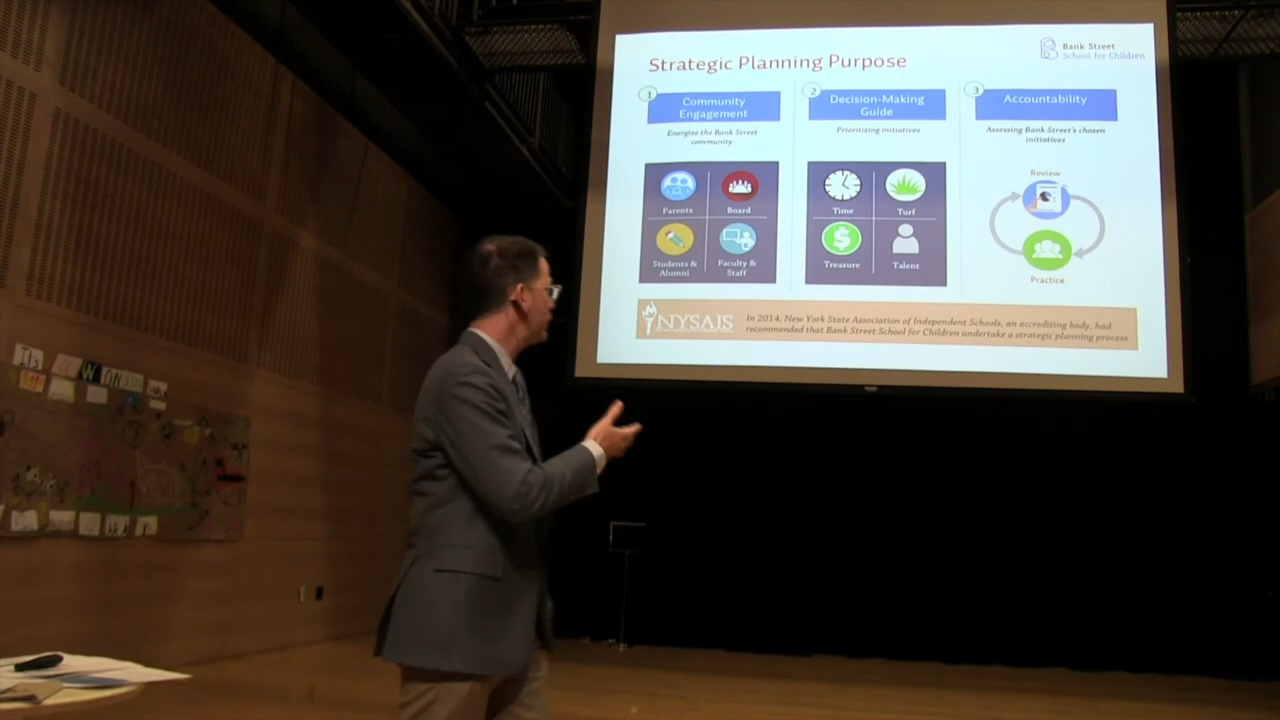 Strategic Planning Purpose
Bank Street
School for Children
1
Community
Engagement
Energize the Bank Street
community
Parents
Board
Students &
Alumni
Faculty &
Staff
2
Decision-Making
Guide
Prioritizing initiatives
Time
Turf
Treasure
Talent
3
Accountability
Assessing Bank Street's chosen
initiatives
Review
Practice
NYSAIS
In 2014, New York State Association of Independent Schools, an accrediting body, had
recommended that Bank Street School for Children undertake a strategic planning process
It's